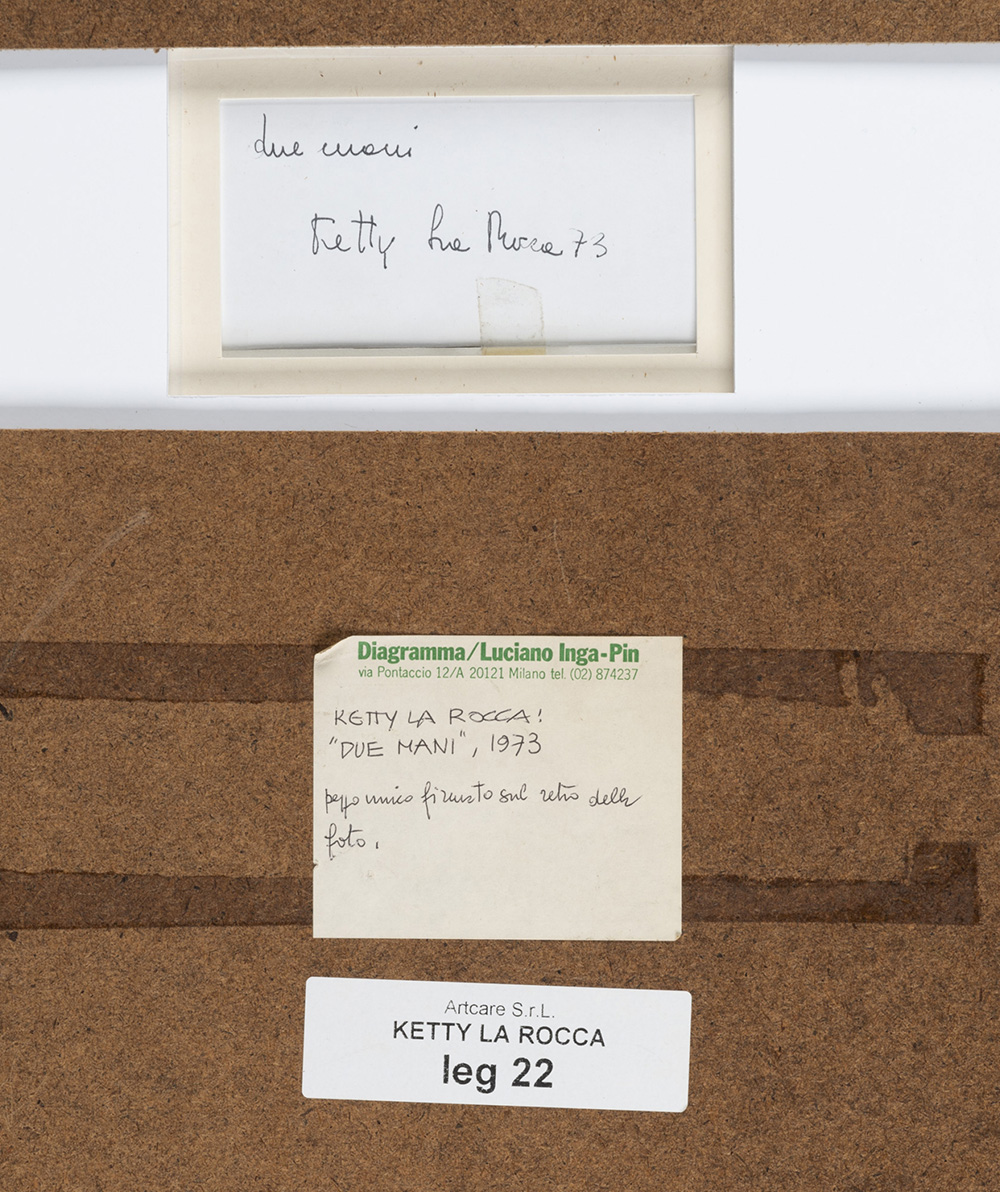 due mani
Ketty La Rocca 73
Diagramma/Luciano Inga-Pin
via Pontaccio 12/A 20121 Milano tel. (02) 874237
KETTY LA ROCCA!
"DUE MANI", 1973
pezzo unico firmato sul retro della
foto.
Artcare S.r.L.
KETTY LA ROCCA
leg 22